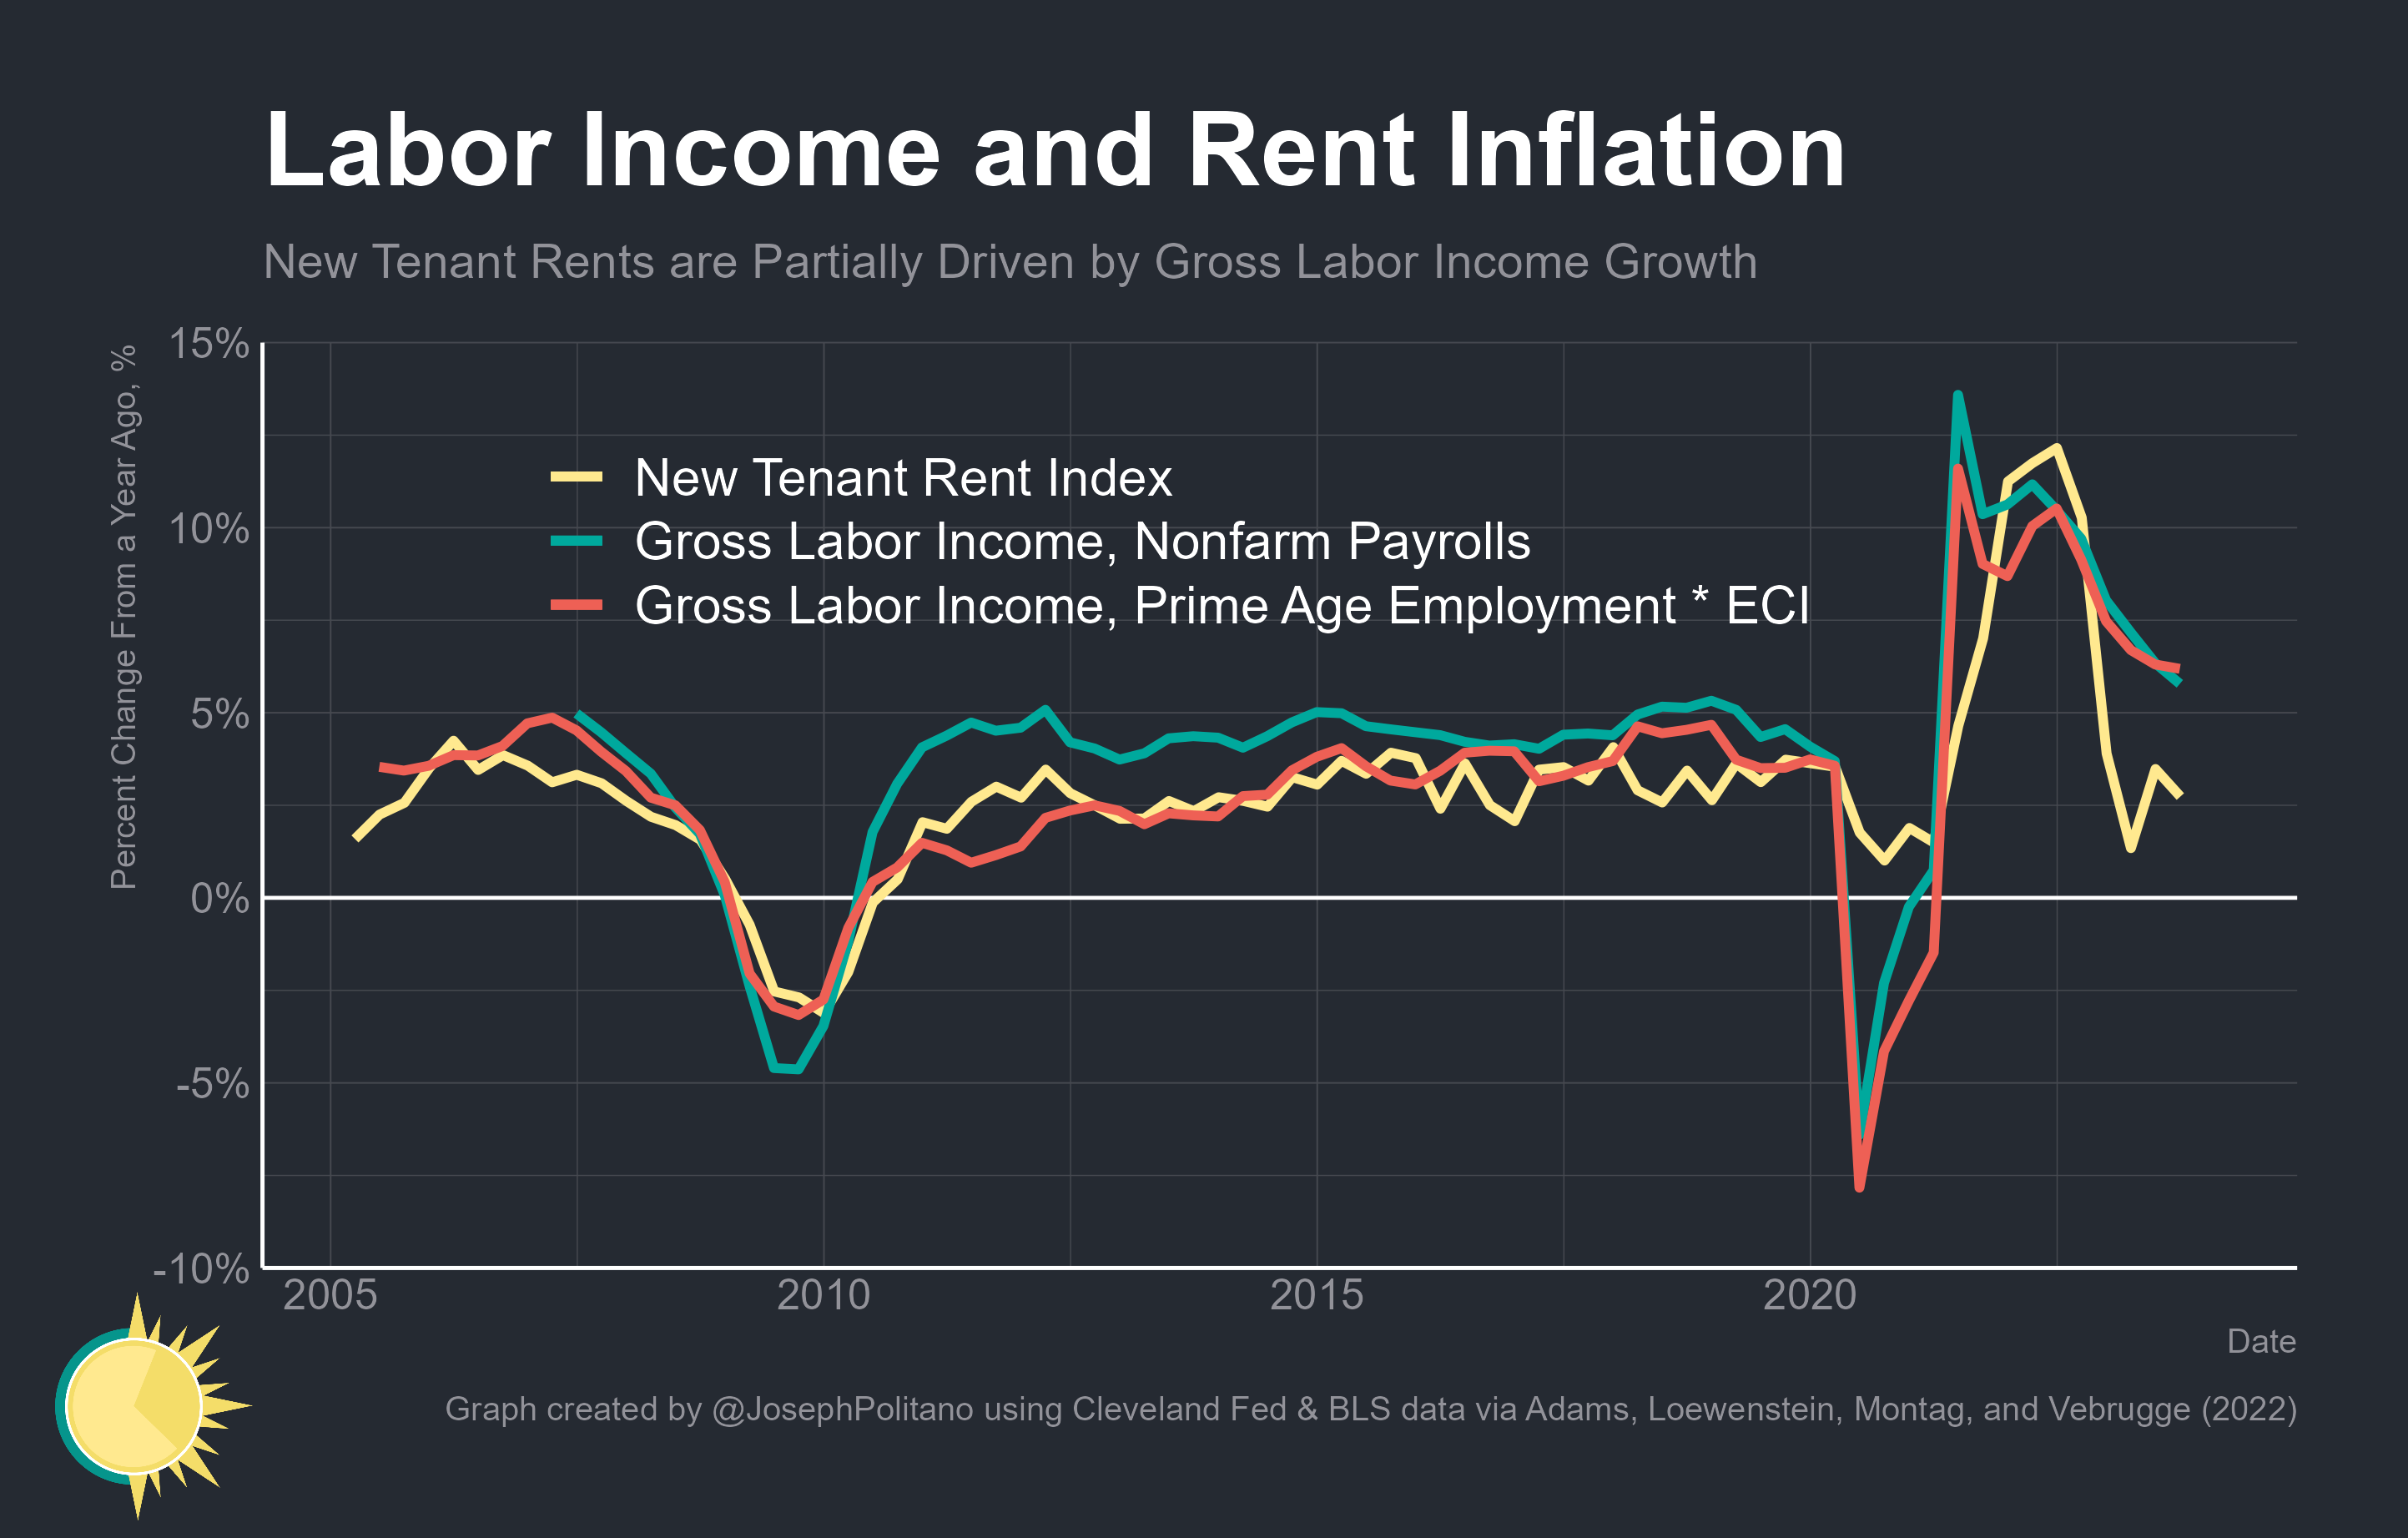 Labor Income and Rent Inflation
New Tenant Rents are Partially Driven by Gross Labor Income Growth
Percent Change From a Year Ago, %
15%
10%
5%
0%
-5%
-10%
New Tenant Rent Index
Gross Labor Income, Nonfarm Payrolls
Gross Labor Income, Prime Age Employment * ECI
2005 2010 2015 2020
Date
Graph created by @JosephPolitano using Cleveland Fed & BLS data via Adams, Loewenstein, Montag, and Vebrugge (2022)